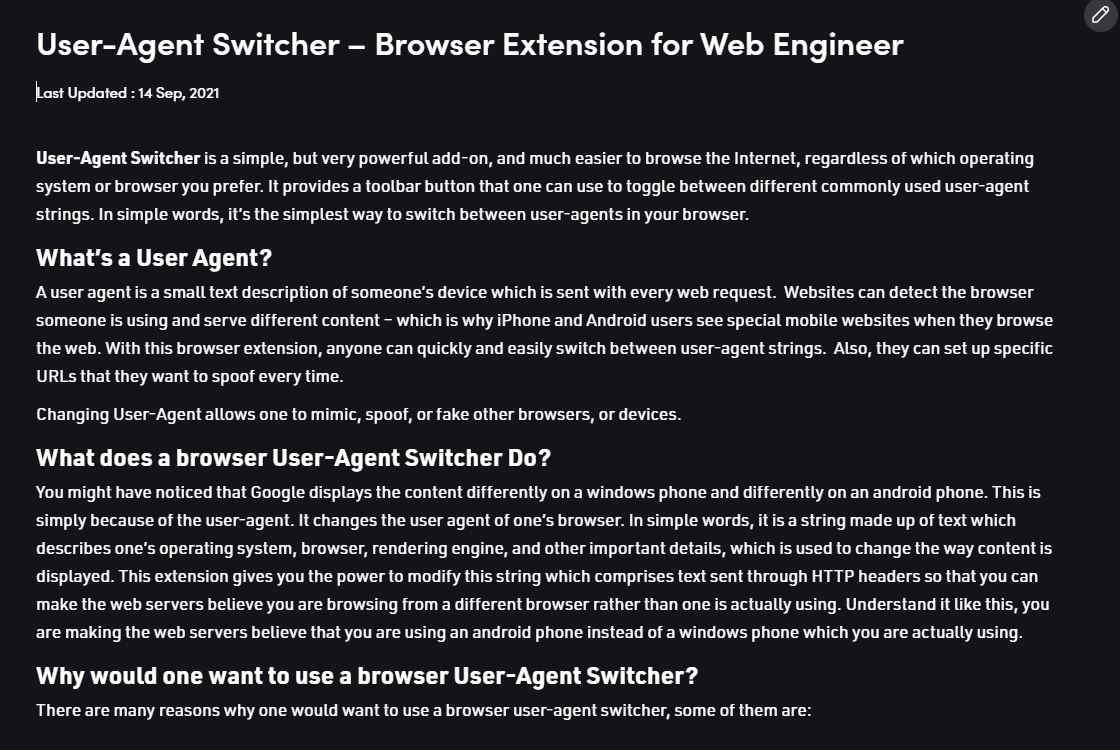 User-Agent Switcher – Browser Extension for Web Engineer
Last Updated : 14 Sep, 2021
User-Agent Switcher is a simple, but very powerful add-on, and much easier to browse the Internet, regardless of which operating
system or browser you prefer. It provides a toolbar button that one can use to toggle between different commonly used user-agent
strings. In simple words, it’s the simplest way to switch between user-agents in your browser.
What’s a User Agent?
A user agent is a small text description of someone’s device which is sent with every web request.  Websites can detect the browser
someone is using and serve different content – which is why iPhone and Android users see special mobile websites when they browse
the web. With this browser extension, anyone can quickly and easily switch between user-agent strings.  Also, they can set up specific
URLs that they want to spoof every time.
Changing User-Agent allows one to mimic, spoof, or fake other browsers, or devices.
What does a browser User-Agent Switcher Do?
You might have noticed that Google displays the content differently on a windows phone and differently on an android phone. This is
simply because of the user-agent. It changes the user agent of one’s browser. In simple words, it is a string made up of text which
describes one’s operating system, browser, rendering engine, and other important details, which is used to change the way content is
displayed. This extension gives you the power to modify this string which comprises text sent through HTTP headers so that you can
make the web servers believe you are browsing from a different browser rather than one is actually using. Understand it like this, you
are making the web servers believe that you are using an android phone instead of a windows phone which you are actually using.
Why would one want to use a browser User-Agent Switcher?
There are many reasons why one would want to use a browser user-agent switcher, some of them are: